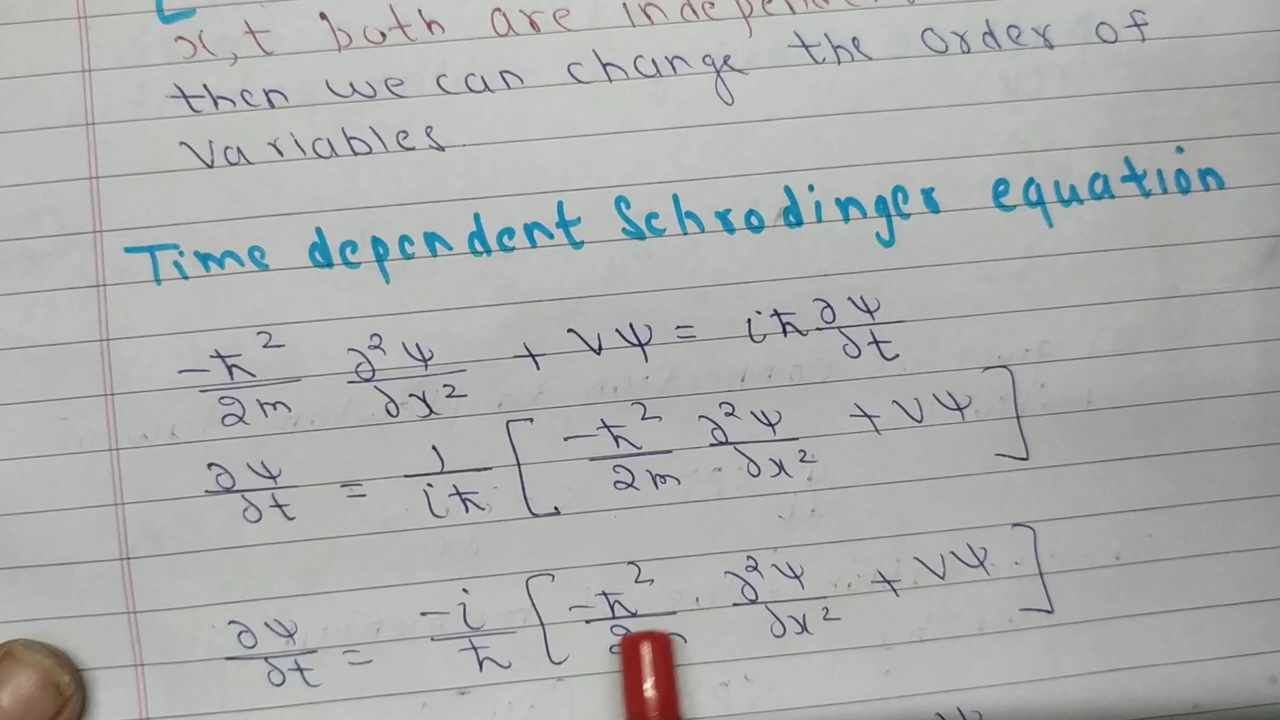 x,t both are
then we can change the order of
variables
Time dependent Schrodinger equation
-ħ²/2m ∂²ψ/∂x² + Vψ = iħ ∂ψ/∂t
∂ψ/∂t = 1/iħ [ -ħ²/2m ∂²ψ/∂x² + Vψ ]
∂ψ/∂t = -i/ħ [ -ħ²/2m ∂²ψ/∂x² + Vψ ]